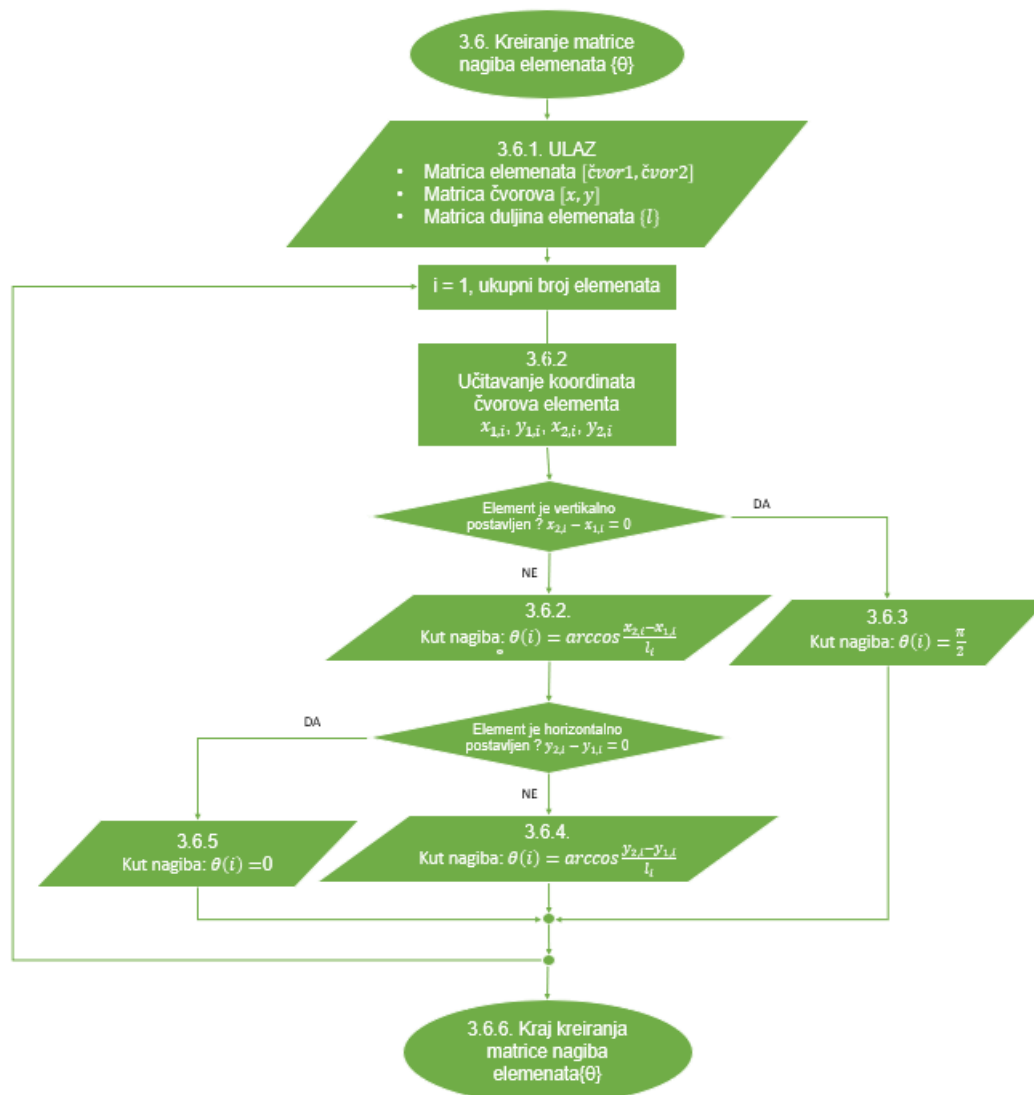 3.6. Kreiranje matrice
nagiba elemenata {θ}
3.6.1. ULAZ
• Matrica elemenata [čvor1, čvor2]
• Matrica čvorova [x, y]
• Matrica duljina elemenata {l}
i = 1, ukupni broj elemenata
3.6.2
Učitavanje koordinata
čvorova elementa
x₁,ᵢ, y₁,ᵢ, x₂,ᵢ, y₂,ᵢ
Element je vertikalno
postavljen ? x₂,ᵢ − x₁,ᵢ = 0
DA
NE
3.6.2.
Kut nagiba: θ(i) = arccos (x₂,ᵢ−x₁,ᵢ)/lᵢ
3.6.3
Kut nagiba: θ(i) = π/2
Element je horizontalno
postavljen ? y₂,ᵢ − y₁,ᵢ = 0
DA
NE
3.6.5
Kut nagiba: θ(i) =0
3.6.4.
Kut nagiba: θ(i) = arccos (y₂,ᵢ−y₁,ᵢ)/lᵢ
3.6.6. Kraj kreiranja
matrice nagiba
elemenata{θ}